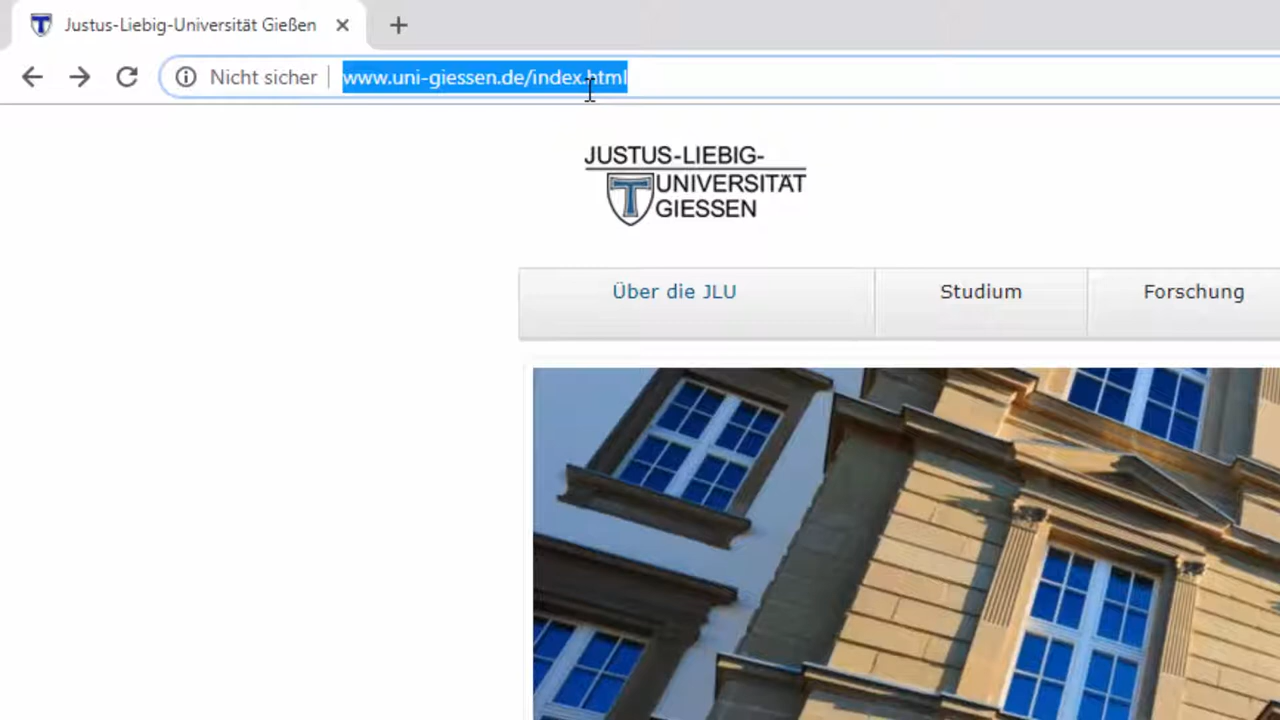 Justus-Liebig-Universität Gießen
Nicht sicher
www.uni-giessen.de/index.html
JUSTUS-LIEBIG-
UNIVERSITÄT
GIESSEN
Über die JLU
Studium
Forschung